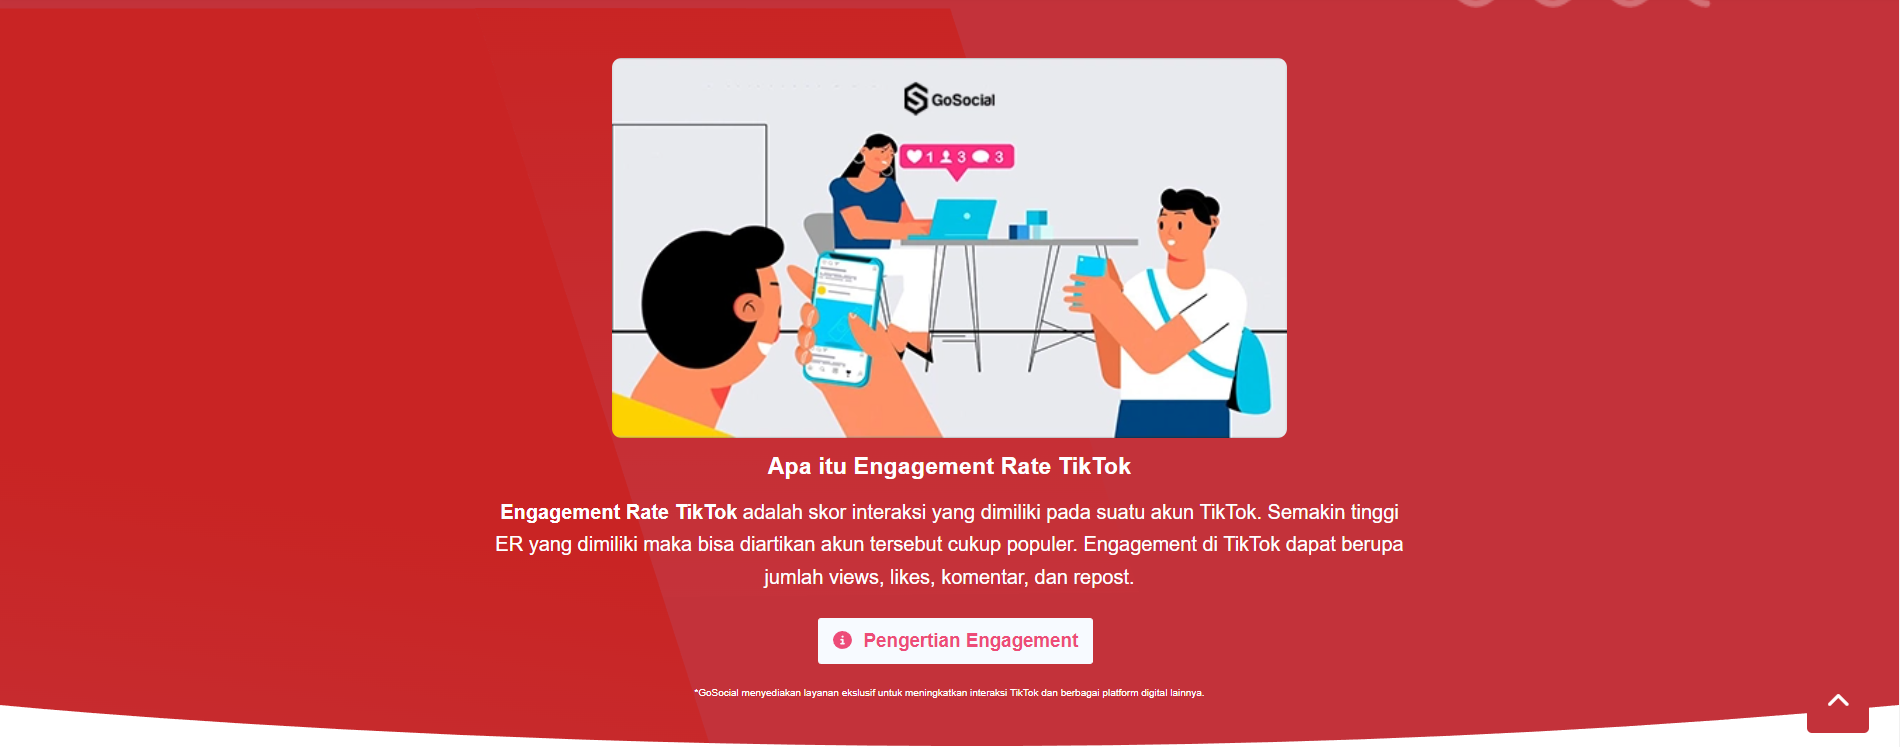 GoSocial
1 3 3
Apa itu Engagement Rate TikTok
Engagement Rate TikTok adalah skor interaksi yang dimiliki pada suatu akun TikTok. Semakin tinggi
ER yang dimiliki maka bisa diartikan akun tersebut cukup populer. Engagement di TikTok dapat berupa
jumlah views, likes, komentar, dan repost.
Pengertian Engagement
*GoSocial menyediakan layanan ekslusif untuk meningkatkan interaksi TikTok dan berbagai platform digital lainnya.